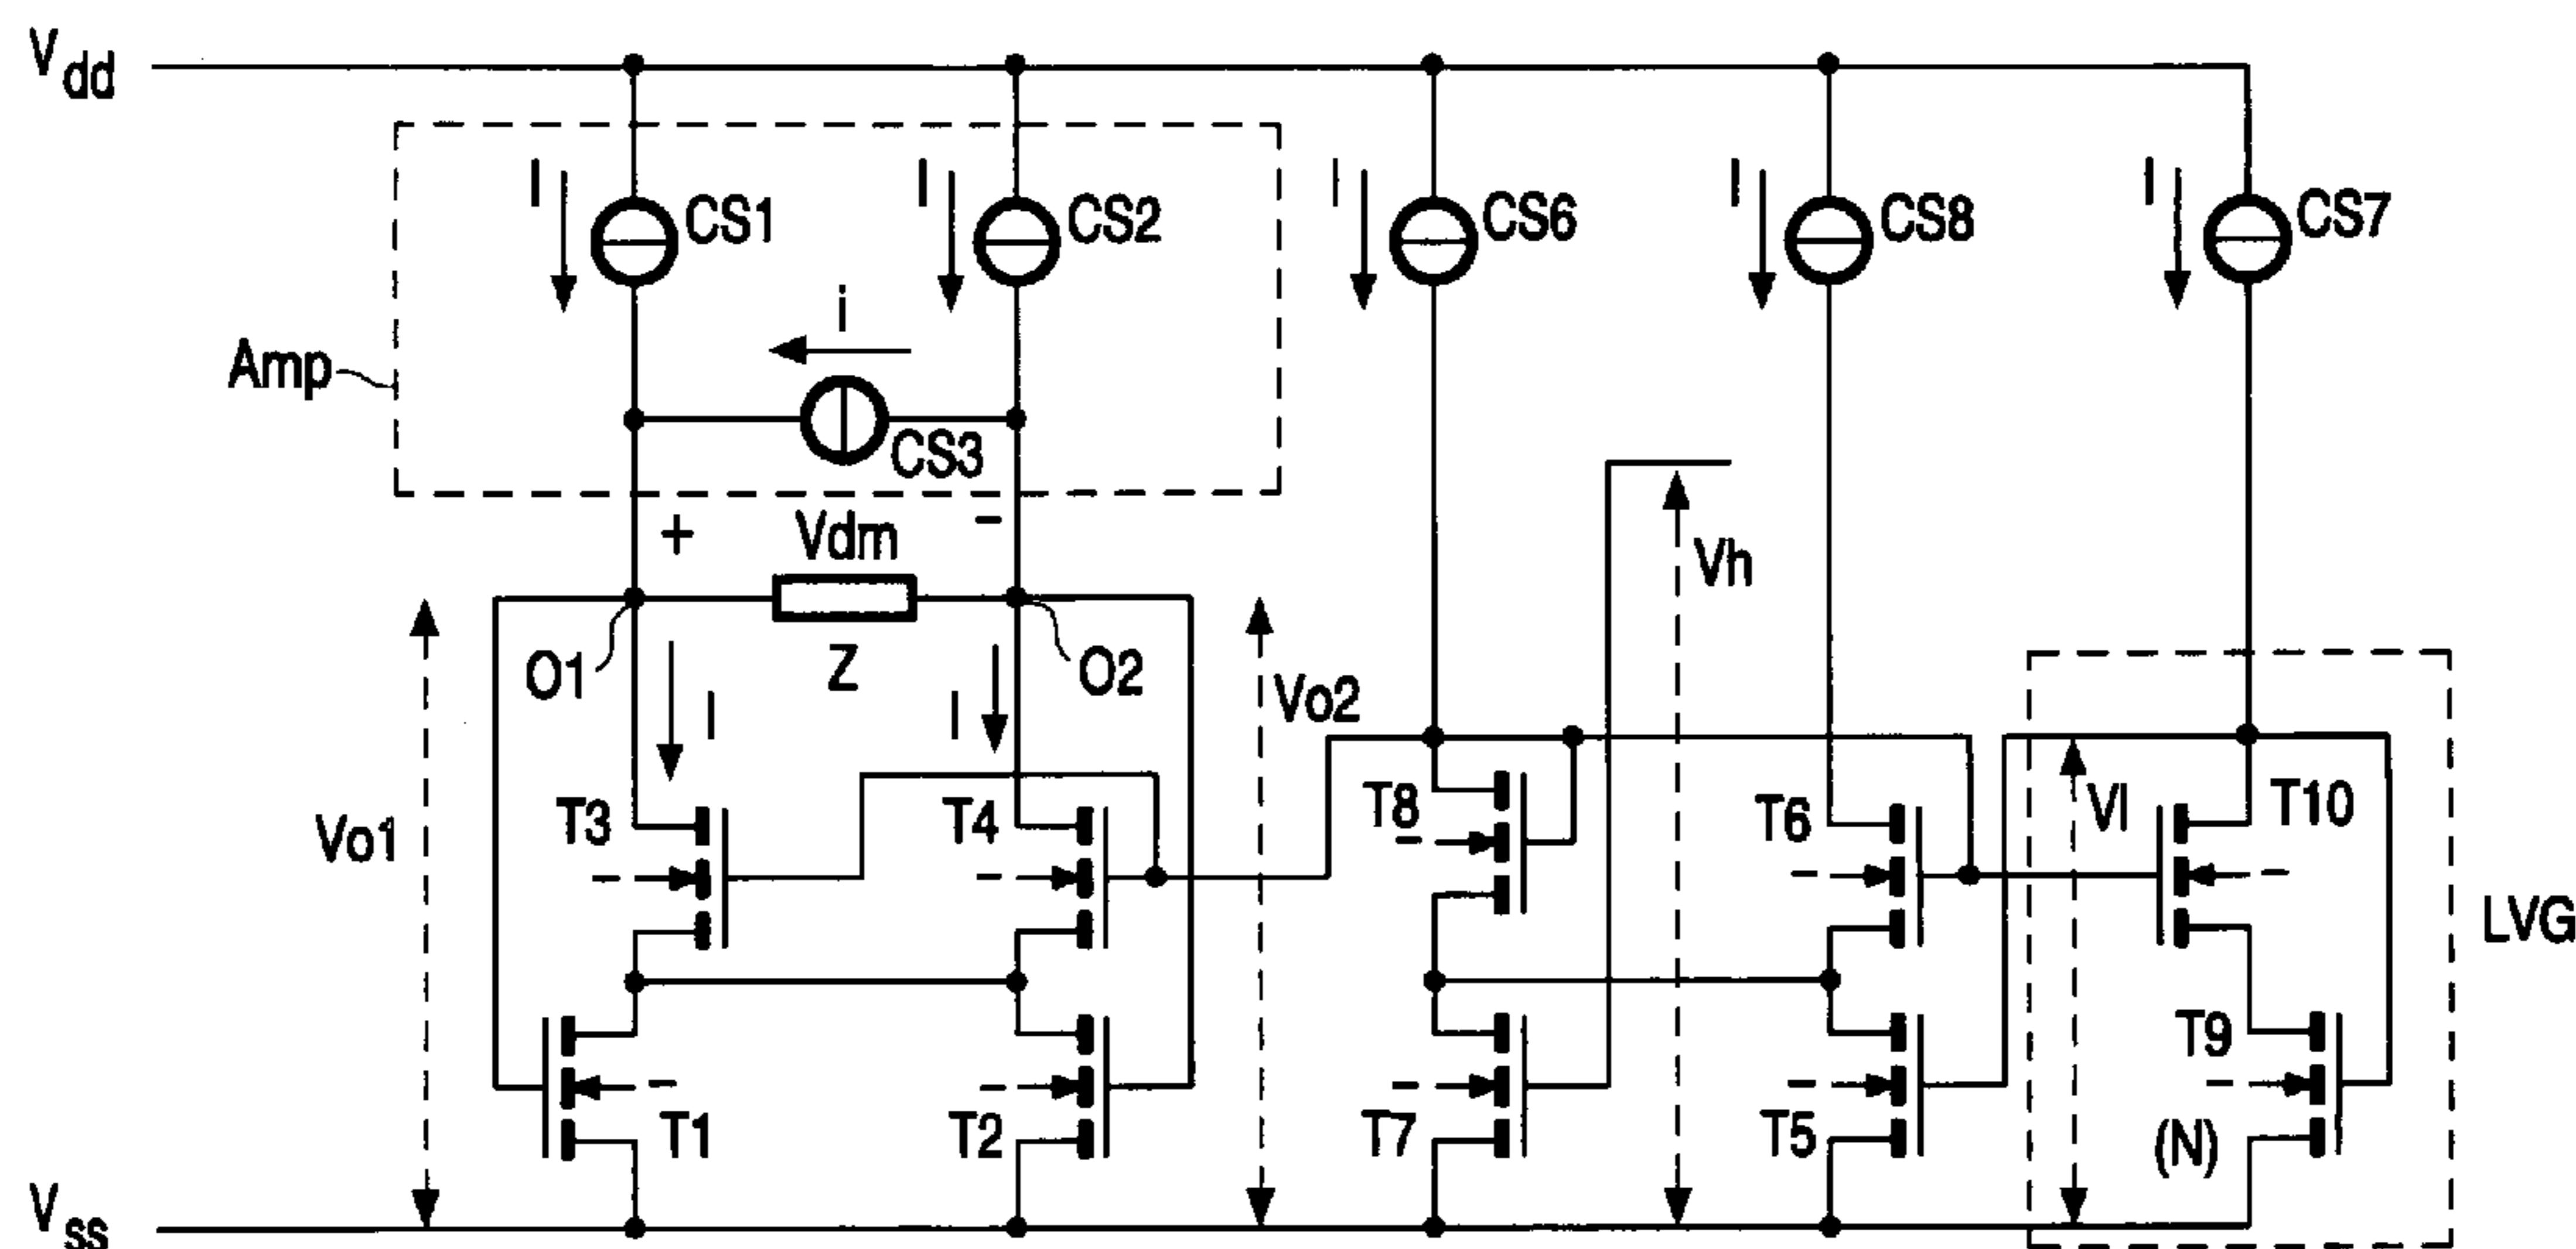 Vdd
I CS1 I CS2 I CS6 I CS8 I CS7
i
Amp
CS3
+ Vdm - Vh
O1 Z O2
I I Vo2
Vo1 T3 T4 T8 T6 Vl T10
- - - - -
LVG
T9
- - - - -
T1 T2 T7 T5 (N)
Vss